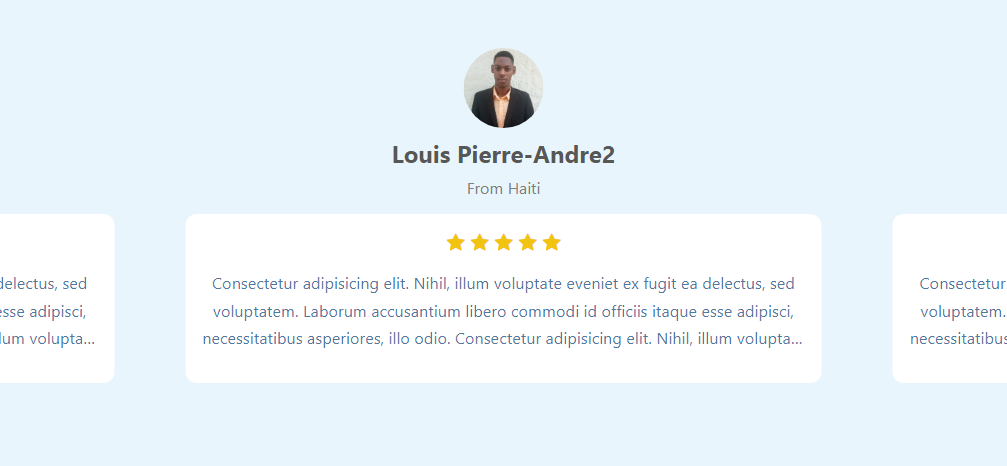 Louis Pierre-Andre2
From Haiti
delectus, sed
esse adipisci,
volupta...
Consectetur adipisicing elit. Nihil, illum voluptate eveniet ex fugit ea delectus, sed
voluptatem. Laborum accusantium libero commodi id officiis itaque esse adipisci,
necessitatibus asperiores, illo odio. Consectetur adipisicing elit. Nihil, illum volupta...
Consectetur
voluptatem.
necessitatibus